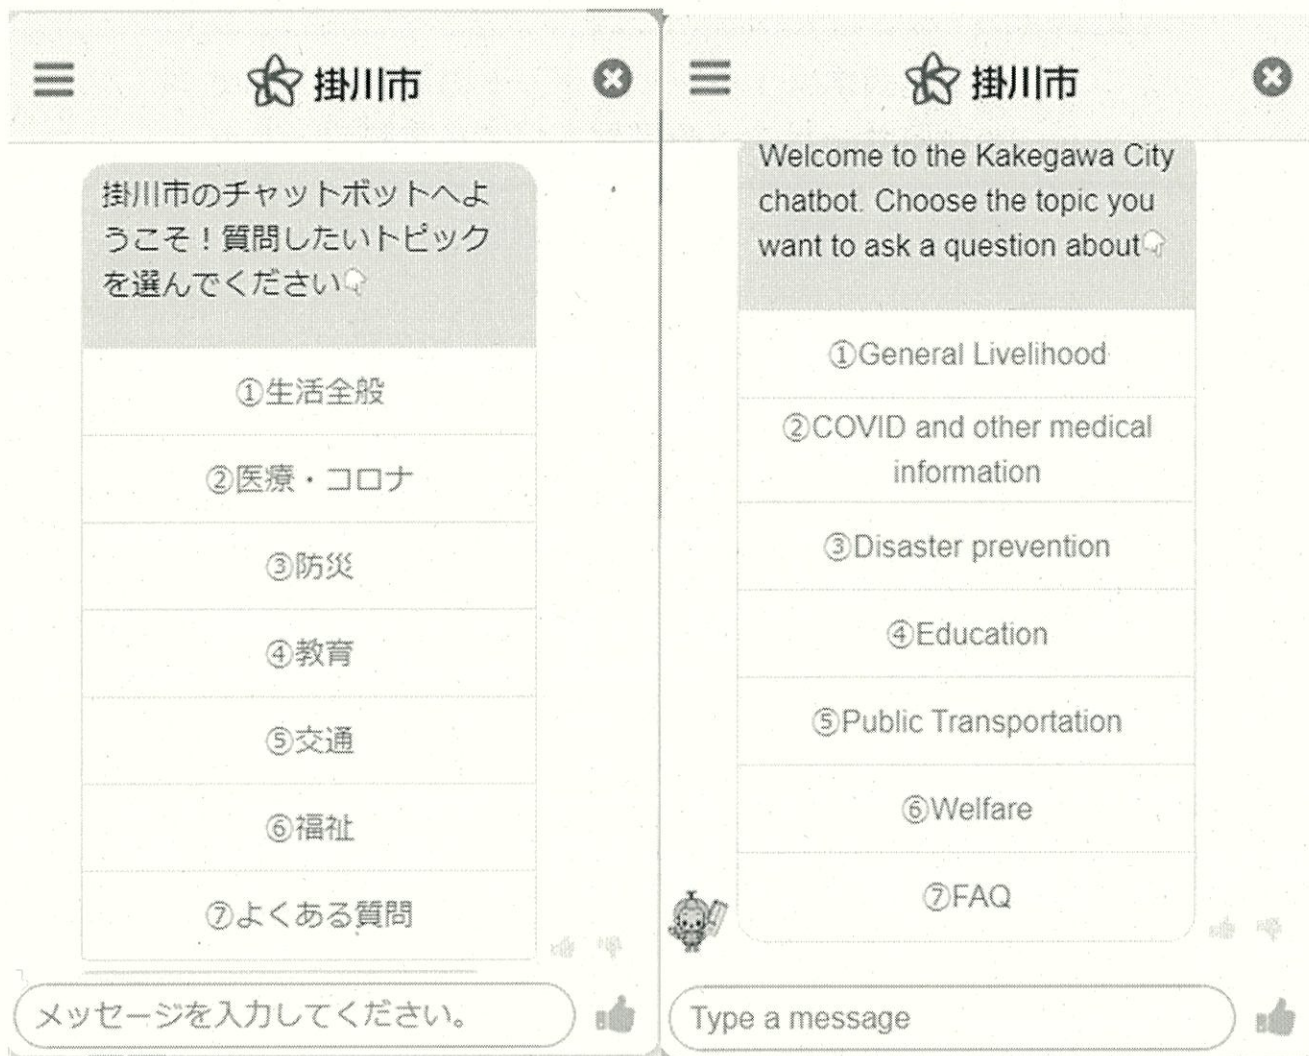 掛川市
掛川市のチャットボットへよ
うこそ！質問したいトピック
を選んでください👇
①生活全般
②医療・コロナ
③防災
④教育
⑤交通
⑥福祉
⑦よくある質問
メッセージを入力してください。
掛川市
Welcome to the Kakegawa City
chatbot. Choose the topic you
want to ask a question about👇
①General Livelihood
②COVID and other medical
information
③Disaster prevention
④Education
⑤Public Transportation
⑥Welfare
⑦FAQ
Type a message